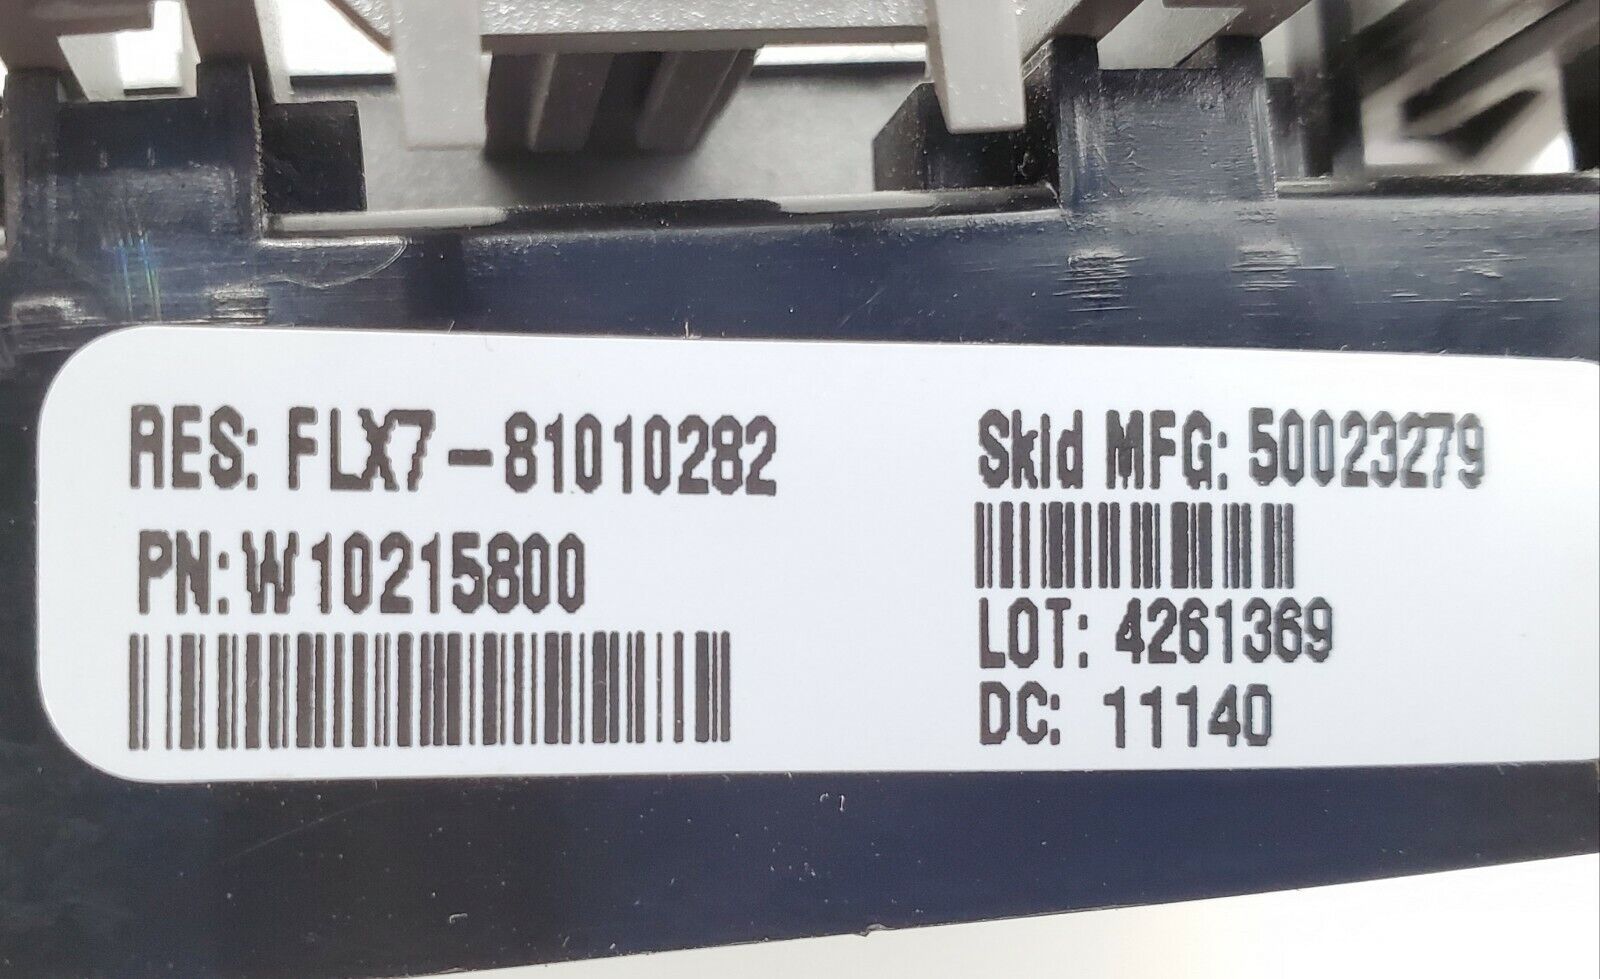 RES: FLX7-81010282
PN:W10215800
Skid MFG: 50023279
LOT: 4261369
DC: 11140